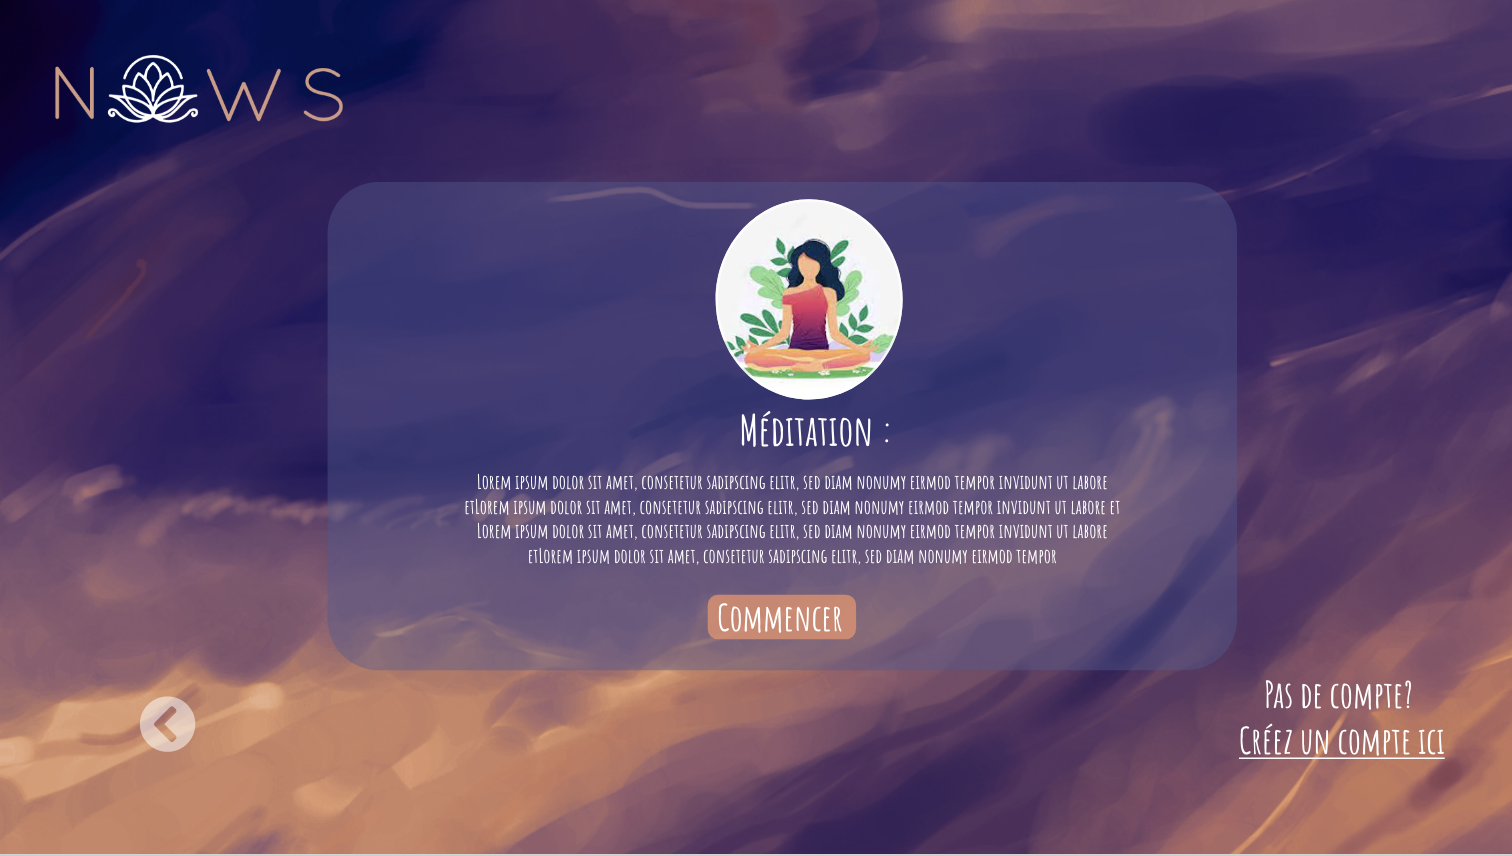 NOWS
Méditation :
Lorem ipsum dolor sit amet, consetetur sadipscing elitr, sed diam nonumy eirmod tempor invidunt ut labore
etLorem ipsum dolor sit amet, consetetur sadipscing elitr, sed diam nonumy eirmod tempor invidunt ut labore et
Lorem ipsum dolor sit amet, consetetur sadipscing elitr, sed diam nonumy eirmod tempor invidunt ut labore
etLorem ipsum dolor sit amet, consetetur sadipscing elitr, sed diam nonumy eirmod tempor
Commencer
Pas de compte?
Créez un compte ici